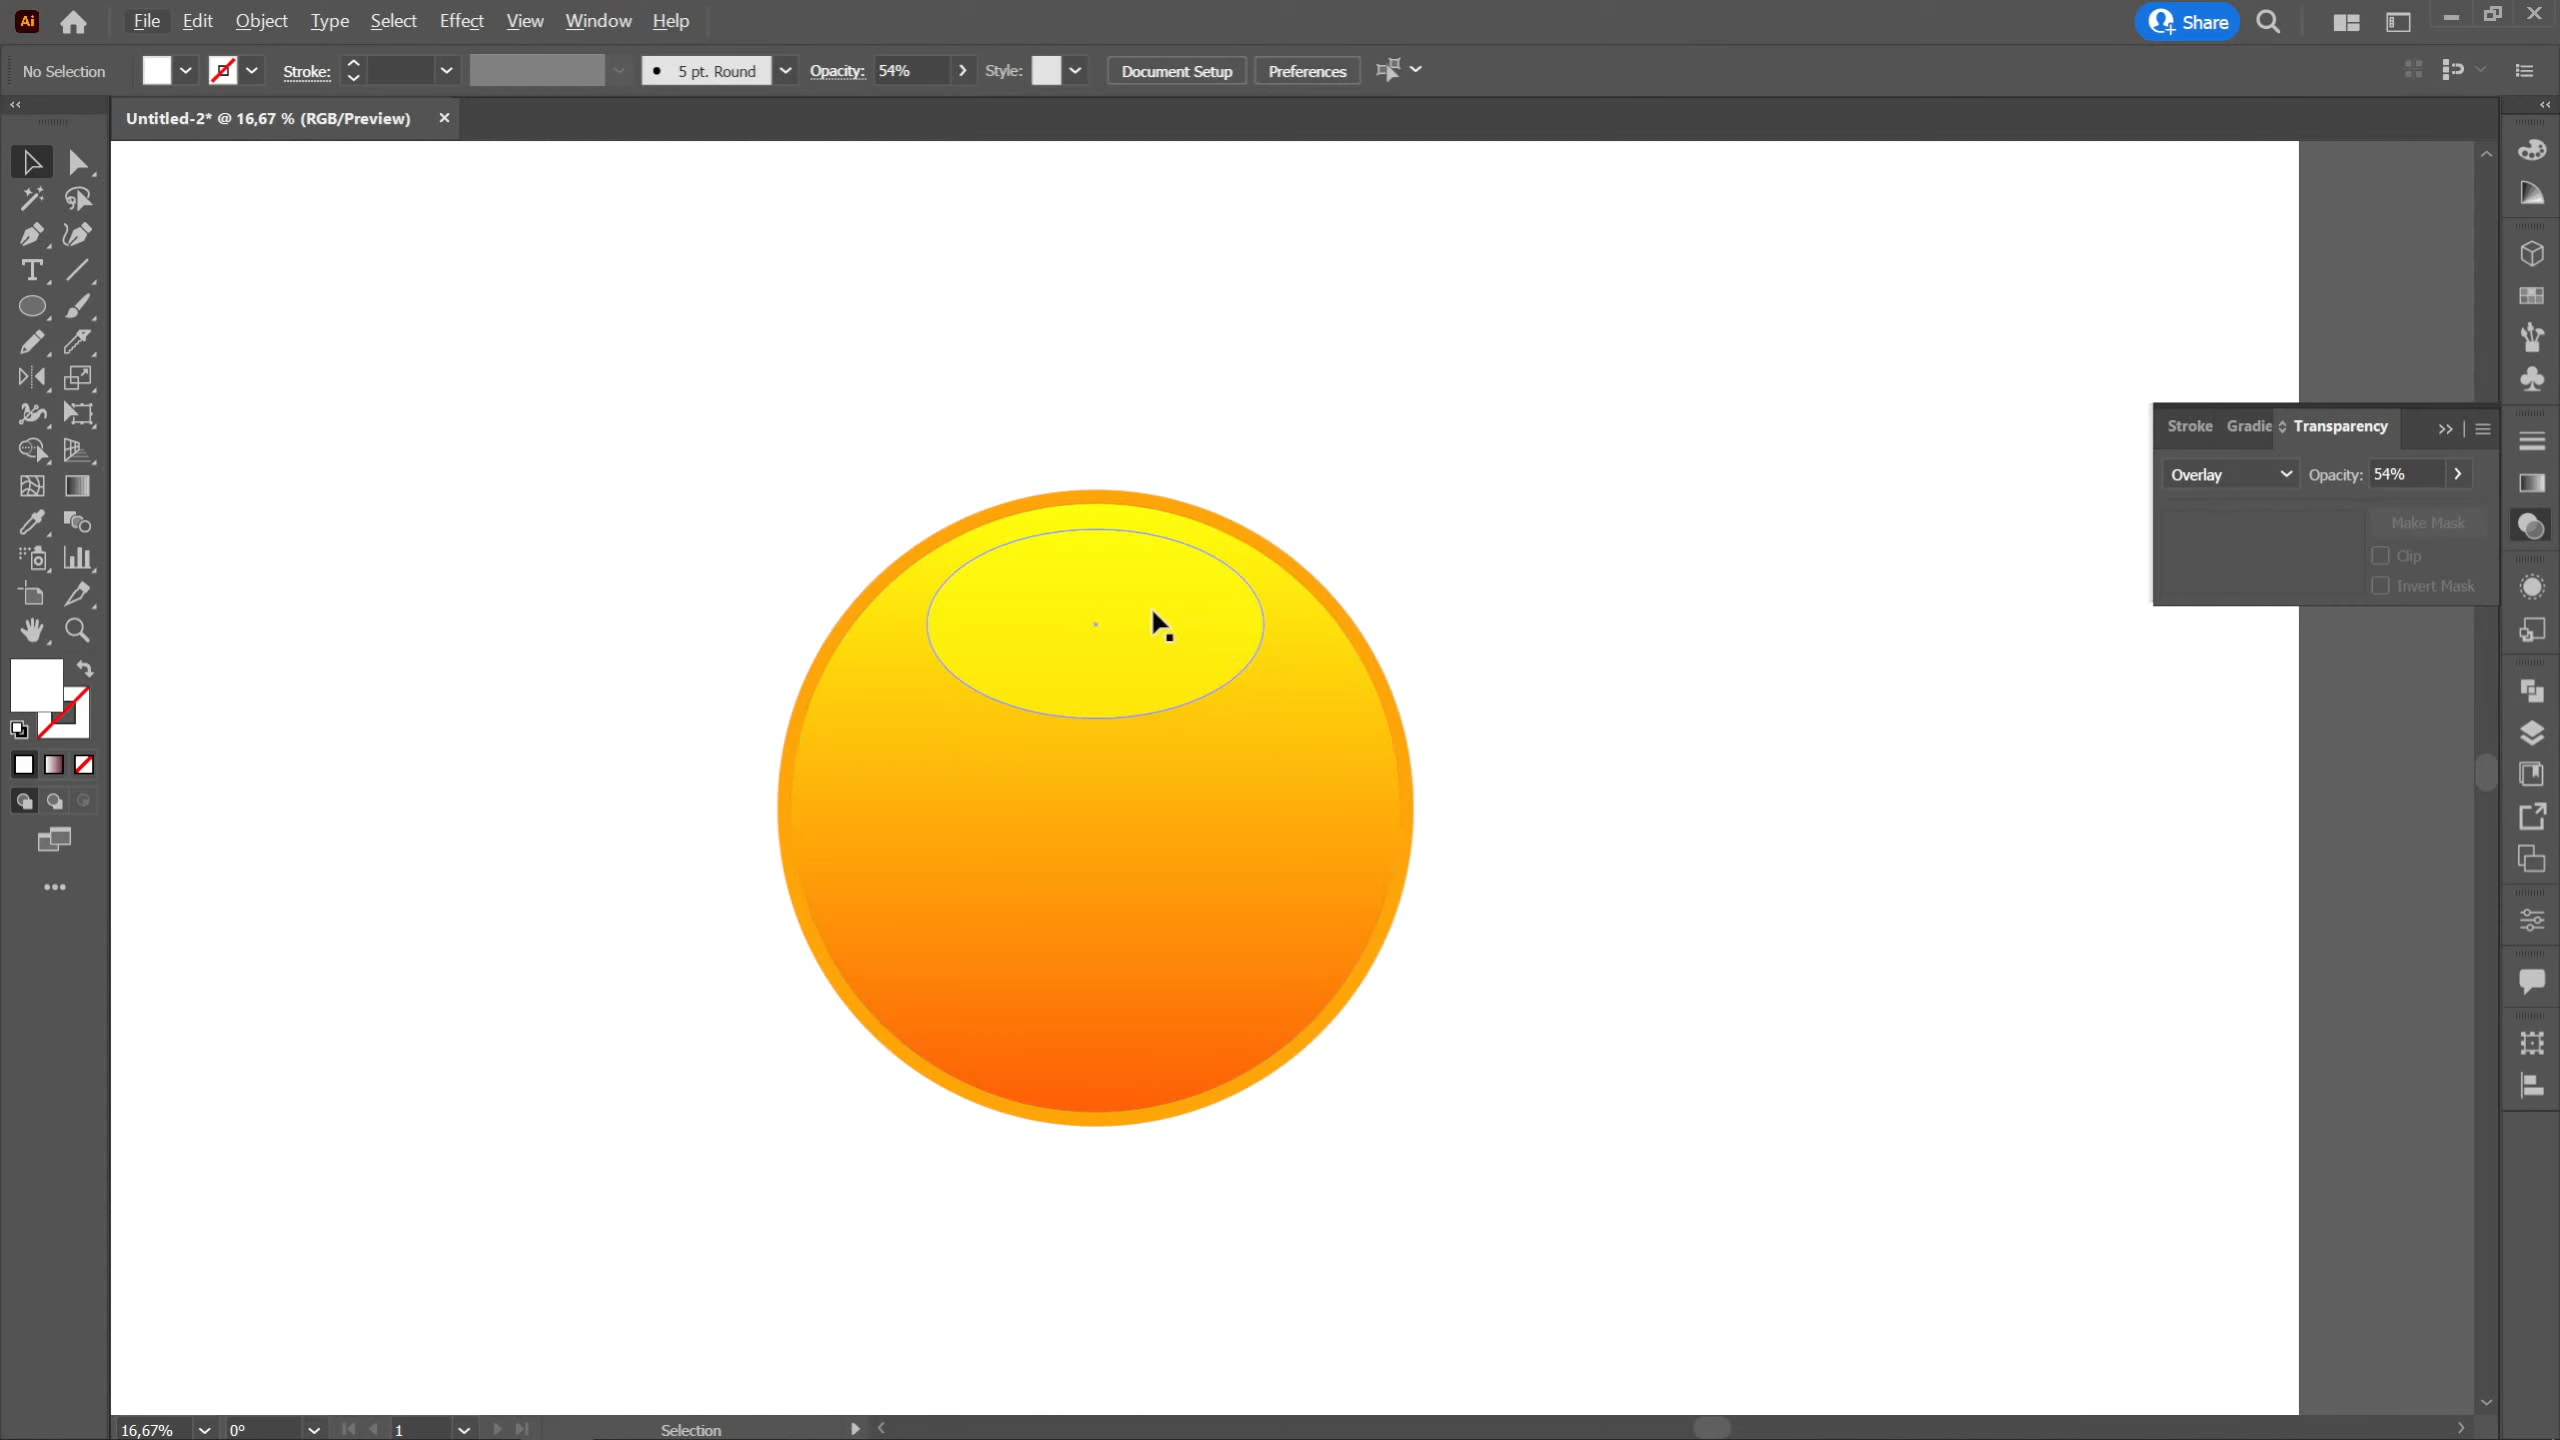 Ai File Edit Object Type Select Effect View Window Help Share
No Selection Stroke: 5 pt. Round Opacity: 54% Style: Document Setup Preferences
Untitled-2* @ 16,67 % (RGB/Preview)
Stroke Gradie Transparency
Overlay Opacity: 54%
Make Mask
Clip
Invert Mask
16,67% 0° 1 Selection